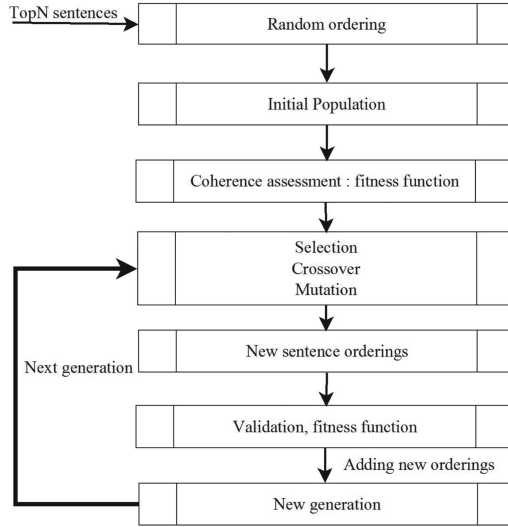 TopN sentences
Random ordering
Initial Population
Coherence assessment : fitness function
Selection
Crossover
Mutation
New sentence orderings
Next generation
Validation, fitness function
Adding new orderings
New generation